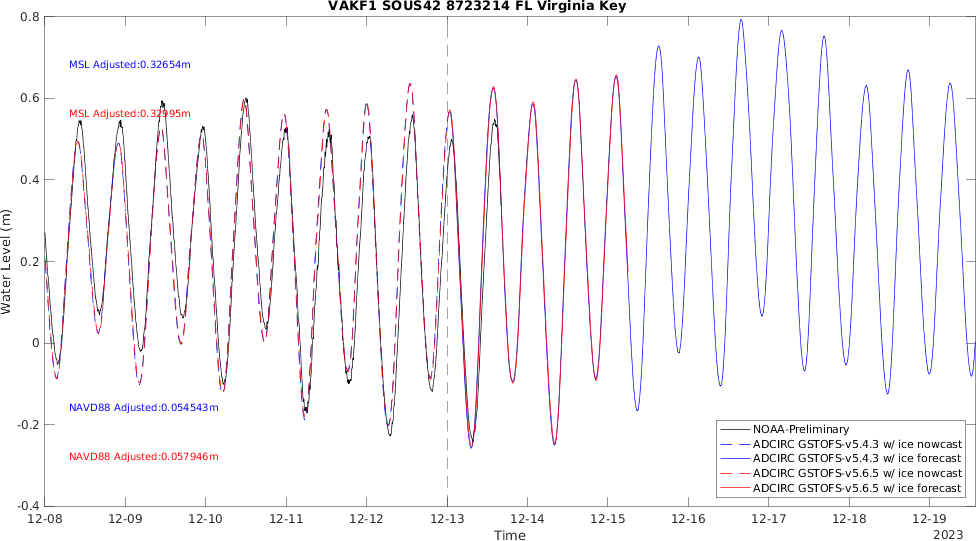 VAKF1 SOUS42 8723214 FL Virginia Key
0.8
0.6
0.4
0.2
0
-0.2
-0.4
Water Level (m)
MSL Adjusted:0.32654m
MSL Adjusted:0.32995m
NAVD88 Adjusted:0.054543m
NAVD88 Adjusted:0.057946m
NOAA-Preliminary
ADCIRC GSTOFS-v5.4.3 w/ ice nowcast
ADCIRC GSTOFS-v5.4.3 w/ ice forecast
ADCIRC GSTOFS-v5.6.5 w/ ice nowcast
ADCIRC GSTOFS-v5.6.5 w/ ice forecast
12-08 12-09 12-10 12-11 12-12 12-13 12-14 12-15 12-16 12-17 12-18 12-19
Time
2023